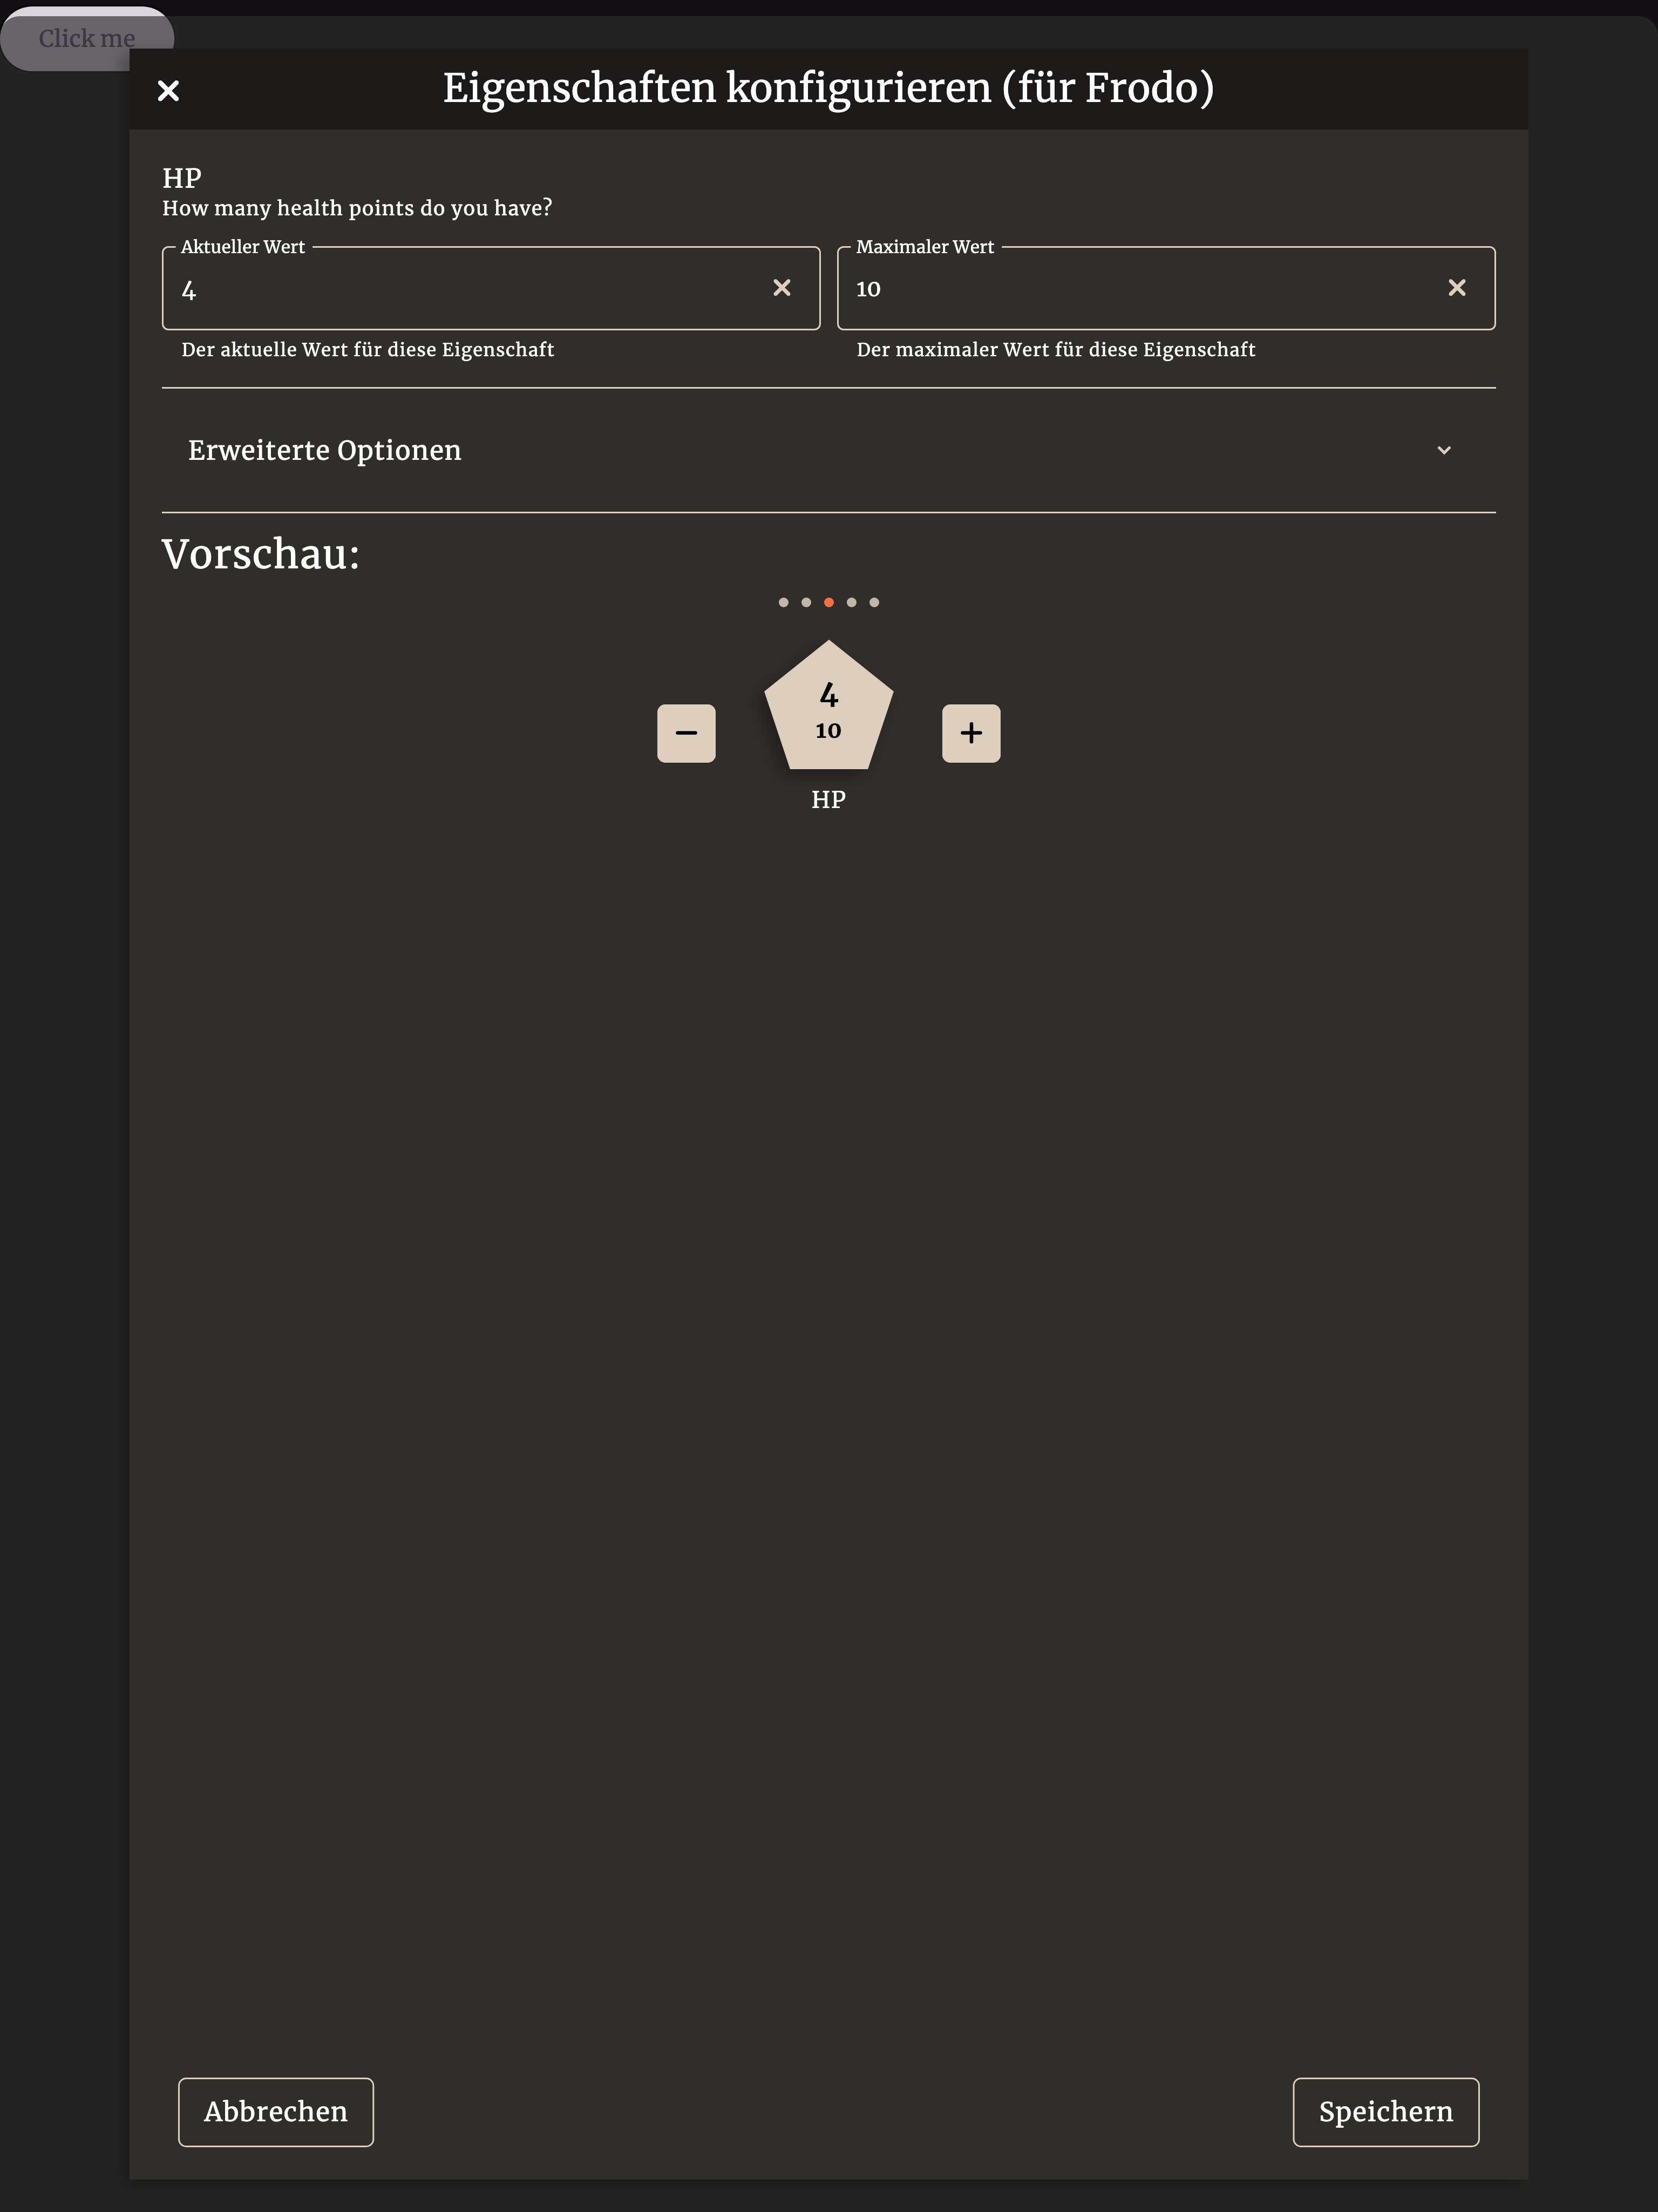 Click me
Eigenschaften konfigurieren (für Frodo)
HP
How many health points do you have?
Aktueller Wert
4
Der aktuelle Wert für diese Eigenschaft
Maximaler Wert
10
Der maximaler Wert für diese Eigenschaft
Erweiterte Optionen
Vorschau:
4
10
HP
Abbrechen
Speichern